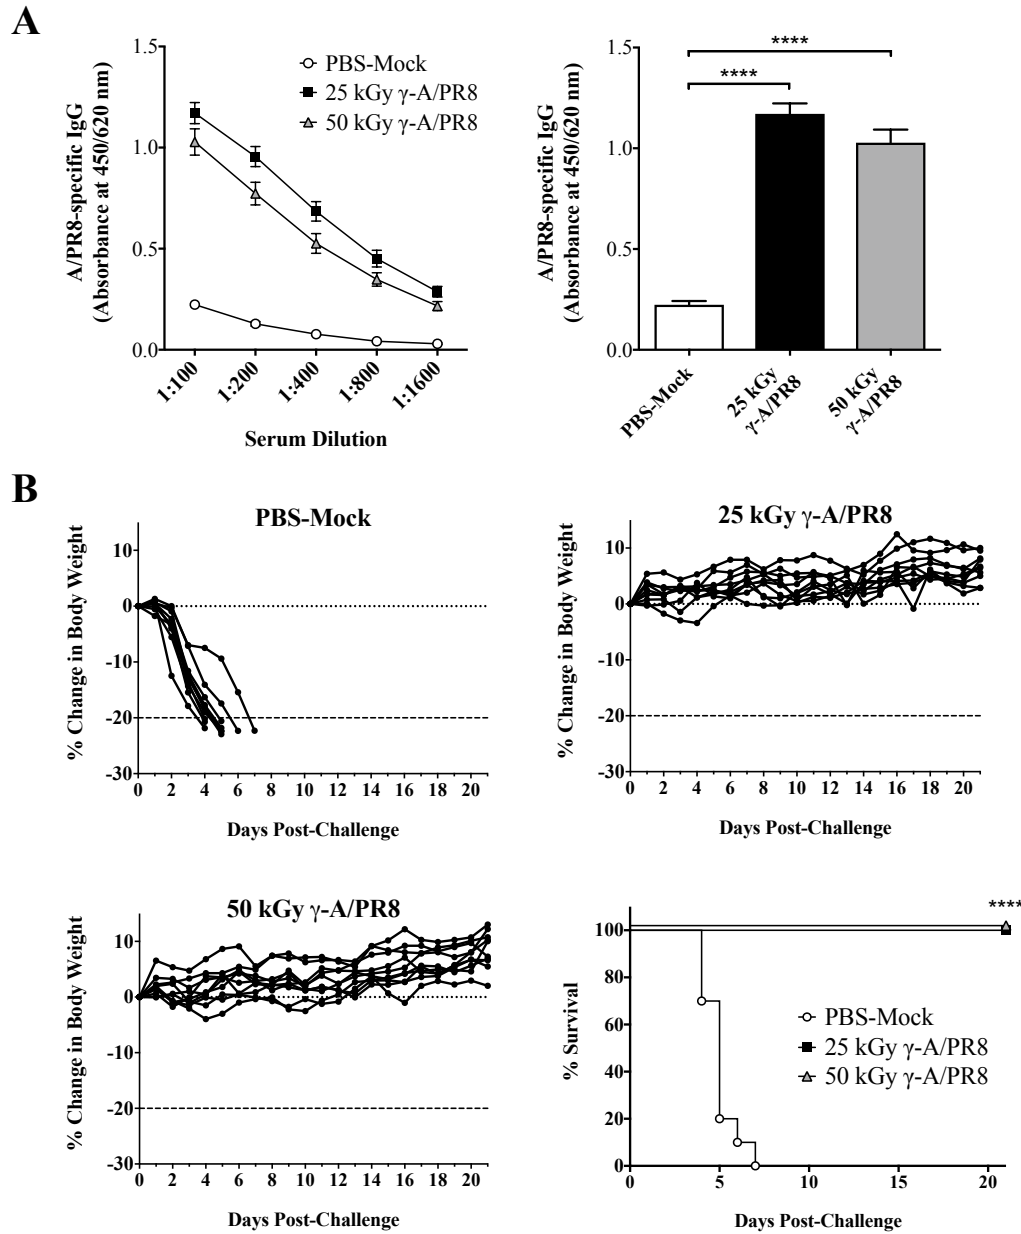 A
A/PR8-specific IgG
(Absorbance at 450/620 nm)
1.5
1.0
0.5
0.0
PBS-Mock
25 kGy γ-A/PR8
50 kGy γ-A/PR8
1:100
1:200
1:400
1:800
1:1600
Serum Dilution
A/PR8-specific IgG
(Absorbance at 450/620 nm)
1.5
1.0
0.5
0.0
****
****
PBS-Mock
25 kGy
γ-A/PR8
50 kGy
γ-A/PR8
B
PBS-Mock
% Change in Body Weight
10
0
-10
-20
-30
0 2 4 6 8 10 12 14 16 18 20
Days Post-Challenge
25 kGy γ-A/PR8
% Change in Body Weight
10
0
-10
-20
-30
0 2 4 6 8 10 12 14 16 18 20
Days Post-Challenge
50 kGy γ-A/PR8
% Change in Body Weight
10
0
-10
-20
-30
0 2 4 6 8 10 12 14 16 18 20
Days Post-Challenge
****
% Survival
100
80
60
40
20
0
PBS-Mock
25 kGy γ-A/PR8
50 kGy γ-A/PR8
0 5 10 15 20
Days Post-Challenge